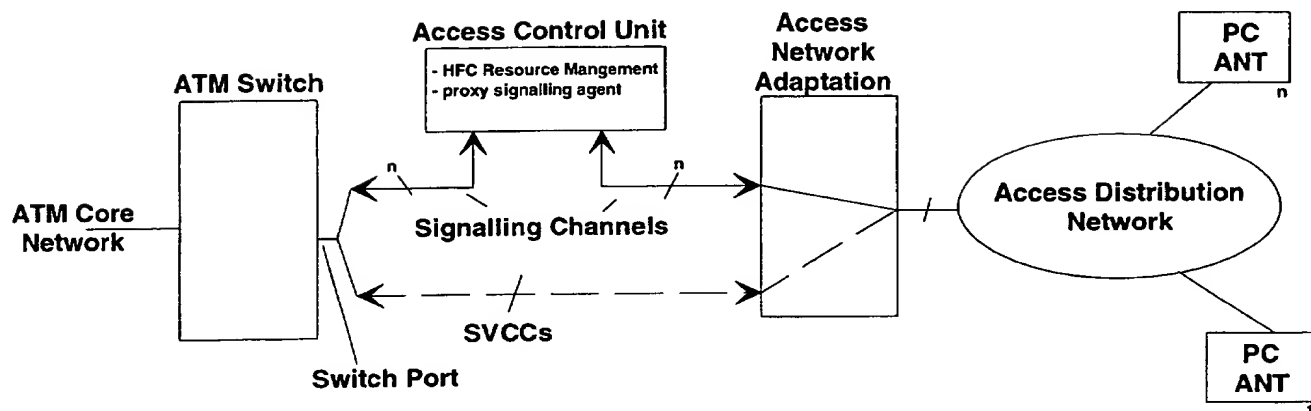 Access Control Unit
- HFC Resource Mangement
- proxy signalling agent
Access
Network
Adaptation
PC
ANT
n
ATM Switch
n
n
ATM Core
Network
Signalling Channels
Access Distribution
Network
SVCCs
Switch Port
PC
ANT